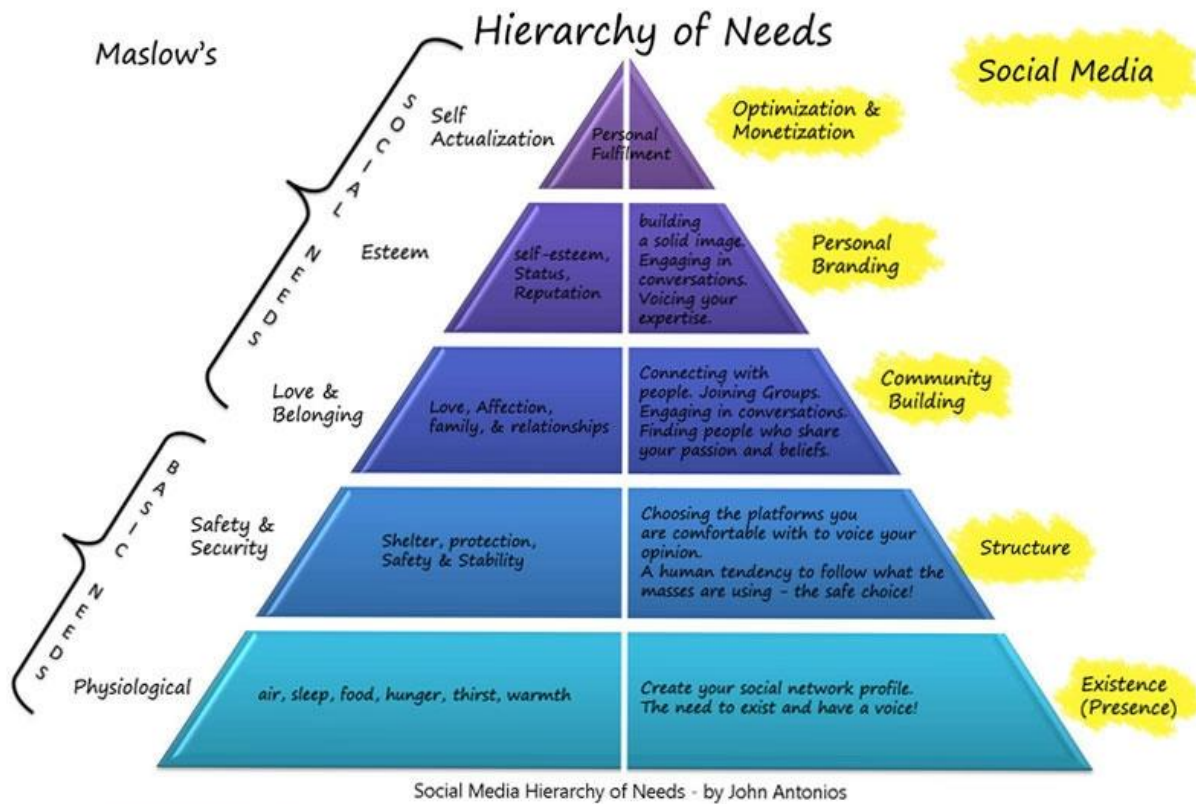 Hierarchy of Needs
Maslow's
Social Media
SOCIAL NEEDS
Self
Actualization
Personal
Fulfilment
Optimization &
Monetization
Esteem
self-esteem,
Status,
Reputation
building
a solid image.
Engaging in
conversations.
Voicing your
expertise.
Personal
Branding
Love &
Belonging
Love, Affection,
family, & relationships
Connecting with
people. Joining Groups.
Engaging in conversations.
Finding people who share
your passion and beliefs.
Community
Building
BASIC NEEDS
Safety &
Security
Shelter, protection,
Safety & Stability
Choosing the platforms you
are comfortable with to voice your
opinion.
A human tendency to follow what the
masses are using - the safe choice!
Structure
Physiological
air, sleep, food, hunger, thirst, warmth
Create your social network profile.
The need to exist and have a voice!
Existence
(Presence)
Social Media Hierarchy of Needs - by John Antonios